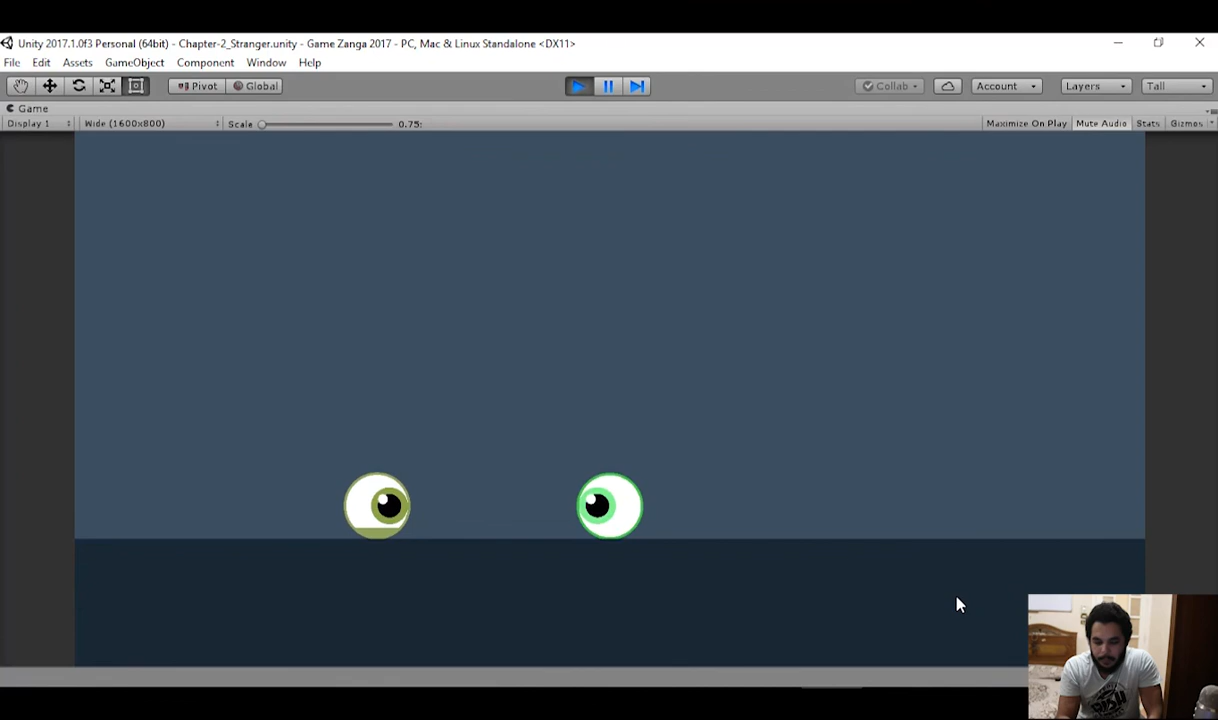 Unity 2017.1.0f3 Personal (64bit) - Chapter-2_Stranger.unity - Game Zanga 2017 - PC, Mac & Linux Standalone <DX11>
File Edit Assets GameObject Component Window Help
Pivot Global Collab Account Layers Tall
Game
Display 1 Wide (1600x800) Scale 0.75: Maximize On Play Mute Audio Stats Gizmos